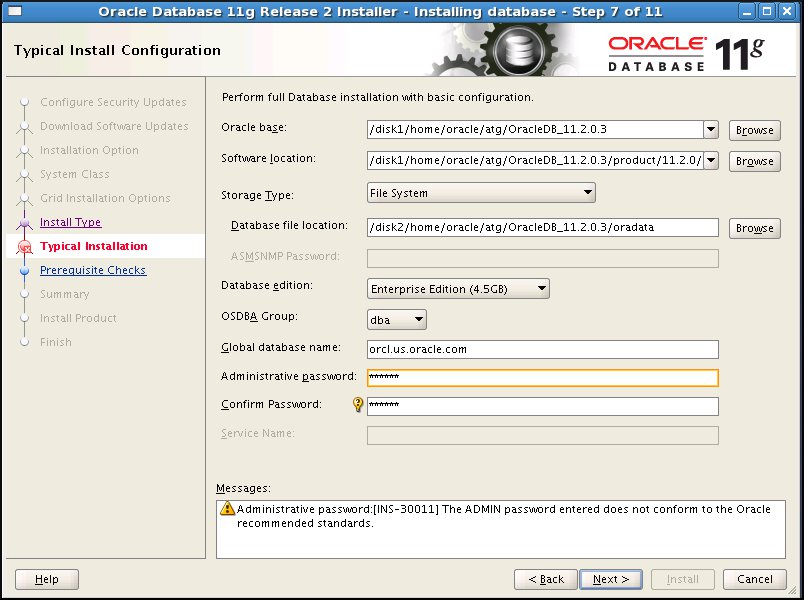 Oracle Database 11g Release 2 Installer - Installing database - Step 7 of 11
Typical Install Configuration
ORACLE
DATABASE
11g
Configure Security Updates
Download Software Updates
Installation Option
System Class
Grid Installation Options
Install Type
Typical Installation
Prerequisite Checks
Summary
Install Product
Finish
Perform full Database installation with basic configuration.
Oracle base: /disk1/home/oracle/atg/OracleDB_11.2.0.3 Browse
Software location: /disk1/home/oracle/atg/OracleDB_11.2.0.3/product/11.2.0/ Browse
Storage Type: File System
Database file location: /disk2/home/oracle/atg/OracleDB_11.2.0.3/oradata Browse
ASMSNMP Password:
Database edition: Enterprise Edition (4.5GB)
OSDBA Group: dba
Global database name: orcl.us.oracle.com
Administrative password: ******
Confirm Password: ******
Service Name:
Messages:
Administrative password:[INS-30011] The ADMIN password entered does not conform to the Oracle
recommended standards.
Help < Back Next > Install Cancel